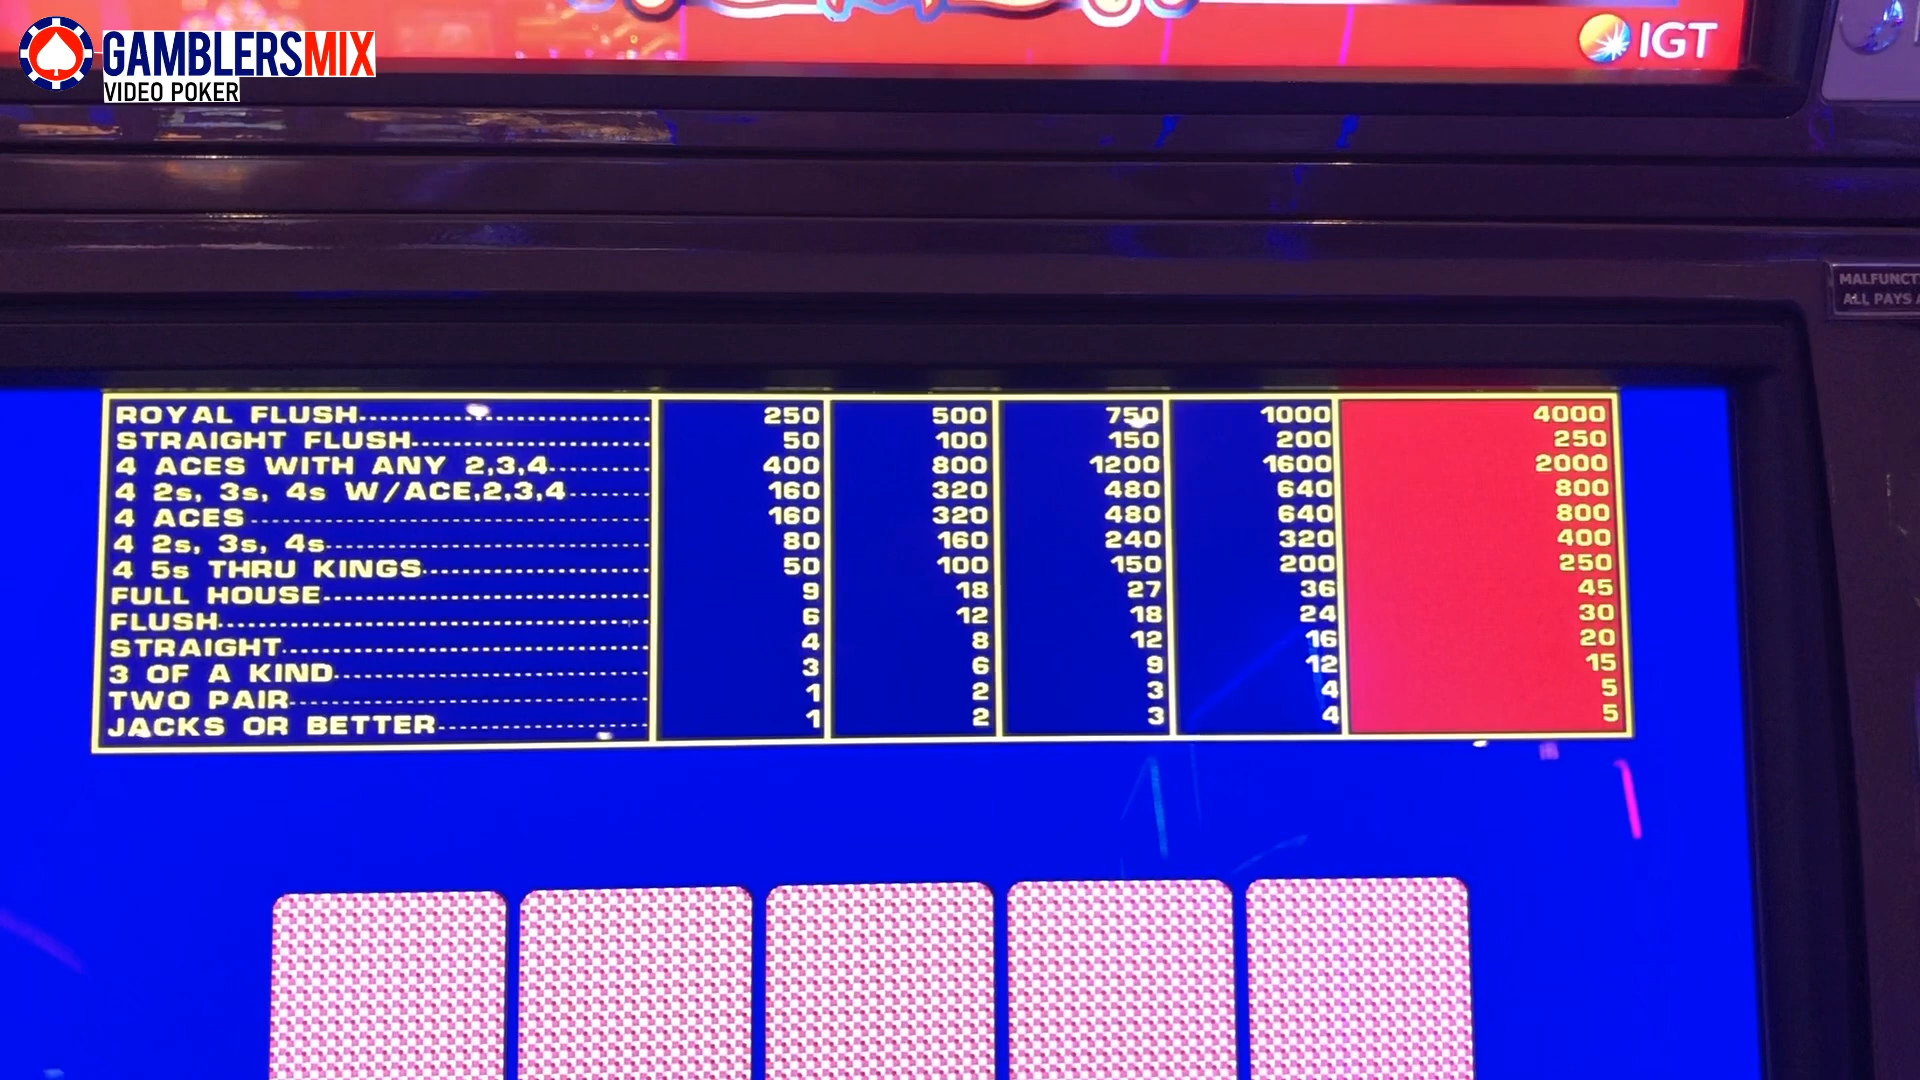 GAMBLERSMIX
VIDEO POKER
IGT
MALFUNCT
ALL PAYS A
ROYAL FLUSH 250 500 750 1000 4000
STRAIGHT FLUSH 50 100 150 200 250
4 ACES WITH ANY 2,3,4 400 800 1200 1600 2000
4 2s, 3s, 4s W/ACE,2,3,4 160 320 480 640 800
4 ACES 160 320 480 640 800
4 2s, 3s, 4s 80 160 240 320 400
4 5s THRU KINGS 50 100 150 200 250
FULL HOUSE 9 18 27 36 45
FLUSH 6 12 18 24 30
STRAIGHT 4 8 12 16 20
3 OF A KIND 3 6 9 12 15
TWO PAIR 1 2 3 4 5
JACKS OR BETTER 1 2 3 4 5